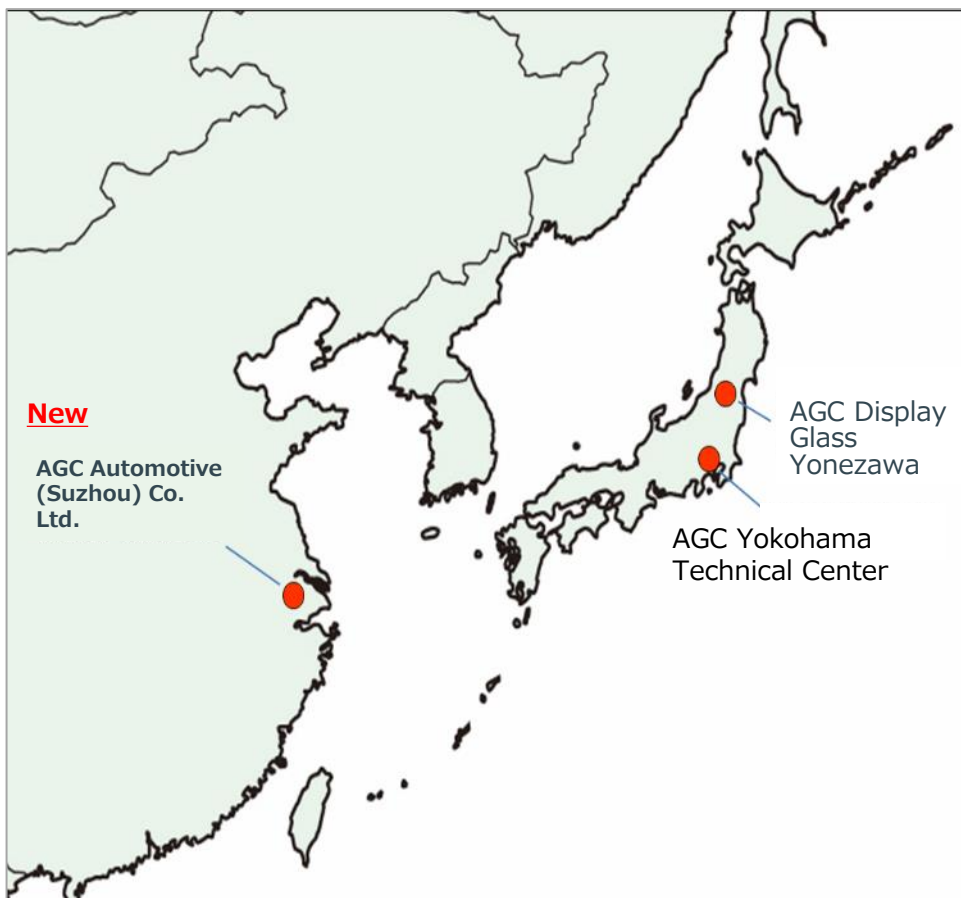 New
AGC Automotive
(Suzhou) Co.
Ltd.
AGC Display
Glass
Yonezawa
AGC Yokohama
Technical Center